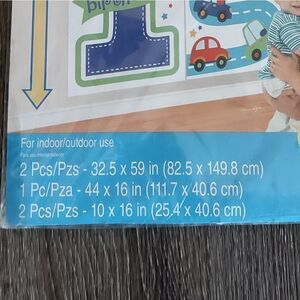 1
For indoor/outdoor use
2 Pcs/Pzs - 32.5 x 59 in (82.5 x 149.8 cm)
1 Pc/Pza - 44 x 16 in (111.7 x 40.6 cm)
2 Pcs/Pzs - 10 x 16 in (25.4 x 40.6 cm)